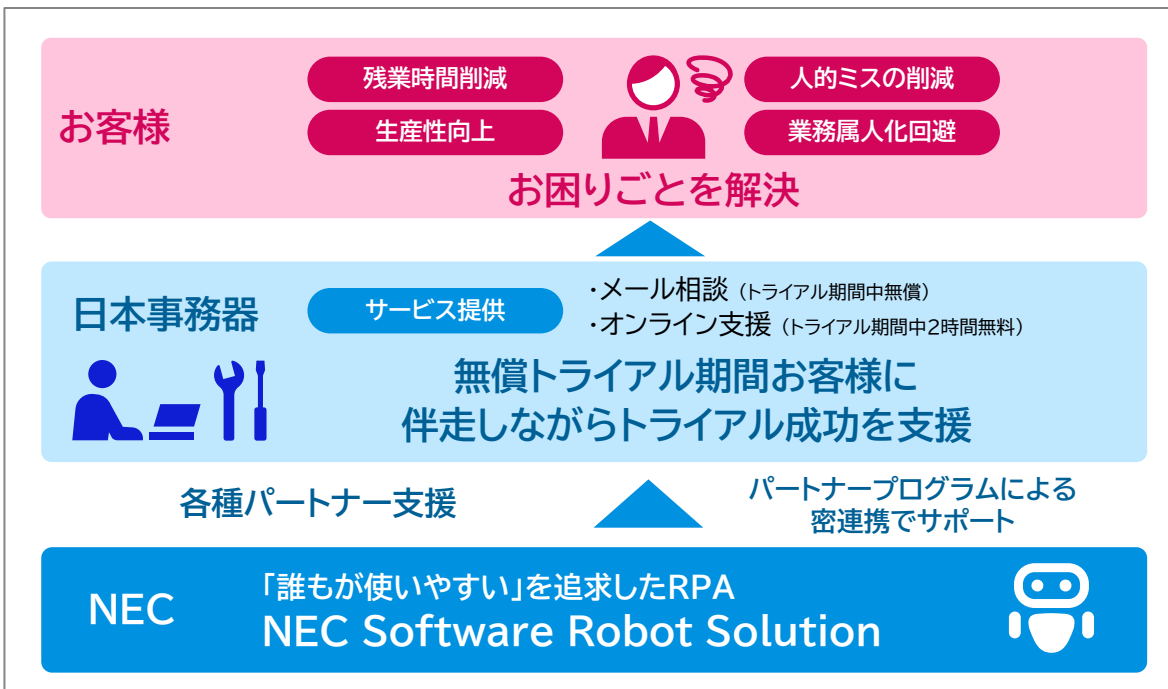 お客様
残業時間削減
人的ミスの削減
生産性向上
業務属人化回避
お困りごとを解決
日本事務器
サービス提供
・メール相談（トライアル期間中無償）
・オンライン支援（トライアル期間中2時間無料）
無償トライアル期間お客様に
伴走しながらトライアル成功を支援
各種パートナー支援
パートナープログラムによる
密連携でサポート
NEC
「誰もが使いやすい」を追求したRPA
NEC Software Robot Solution